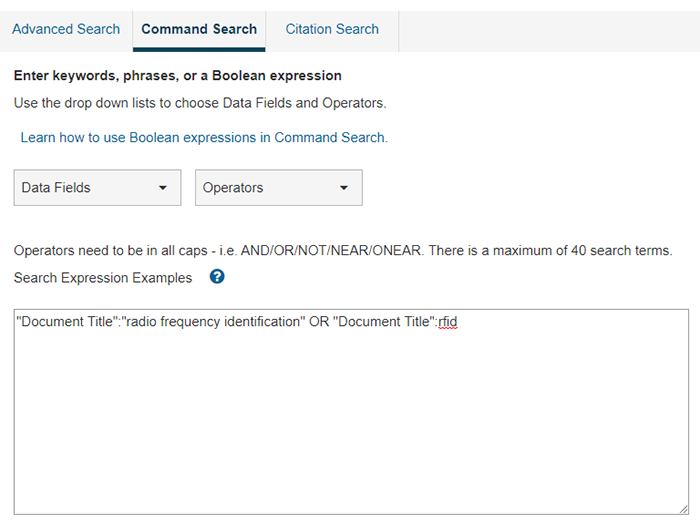 Advanced Search Command Search Citation Search
Enter keywords, phrases, or a Boolean expression
Use the drop down lists to choose Data Fields and Operators.
Learn how to use Boolean expressions in Command Search.
Data Fields Operators
Operators need to be in all caps - i.e. AND/OR/NOT/NEAR/ONEAR. There is a maximum of 40 search terms.
Search Expression Examples ?
"Document Title":"radio frequency identification" OR "Document Title":rfid